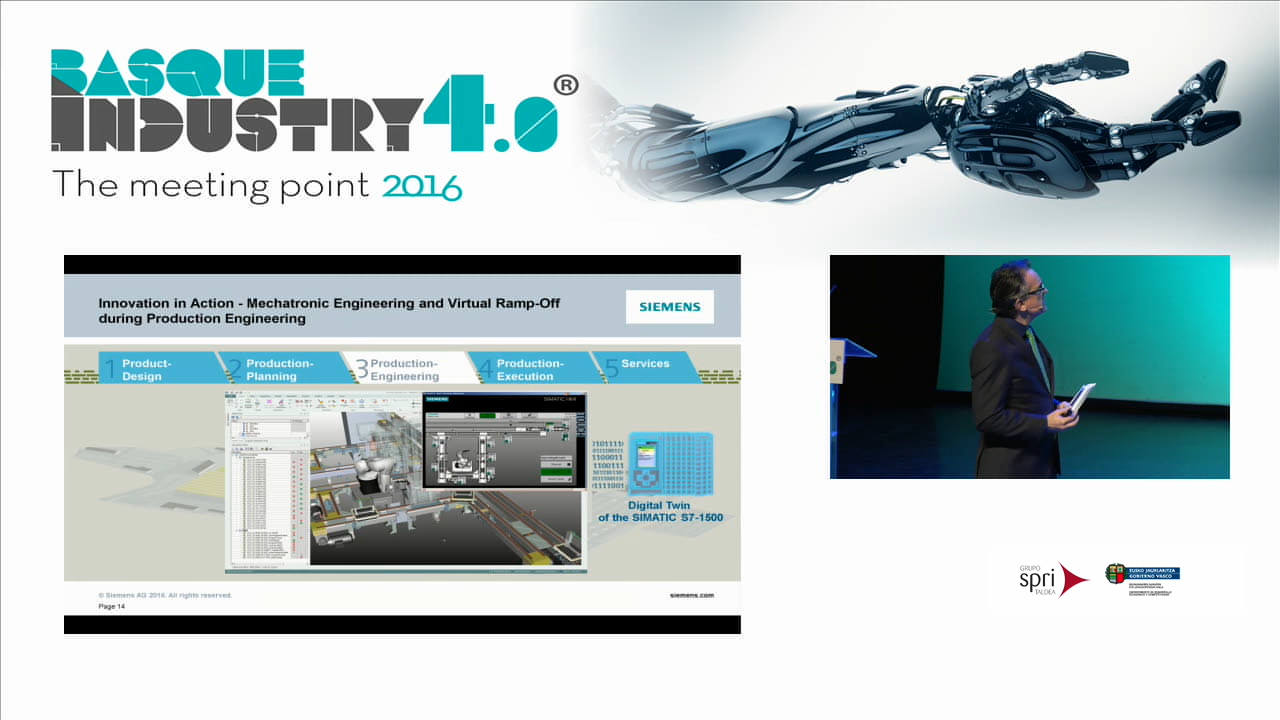 BASQUE
INDUSTRY 4.0 ®
The meeting point 2016
Innovation in Action - Mechatronic Engineering and Virtual Ramp-Off
during Production Engineering
SIEMENS
1 Product-
Design
2 Production-
Planning
3 Production-
Engineering
4 Production-
Execution
5 Services
SIEMENS
Digital Twin
of the SIMATIC S7-1500
© Siemens AG 2016. All rights reserved.
siemens.com
Page 14
GRUPO
spri
TALDEA
EUSKO JAURLARITZA
GOBIERNO VASCO